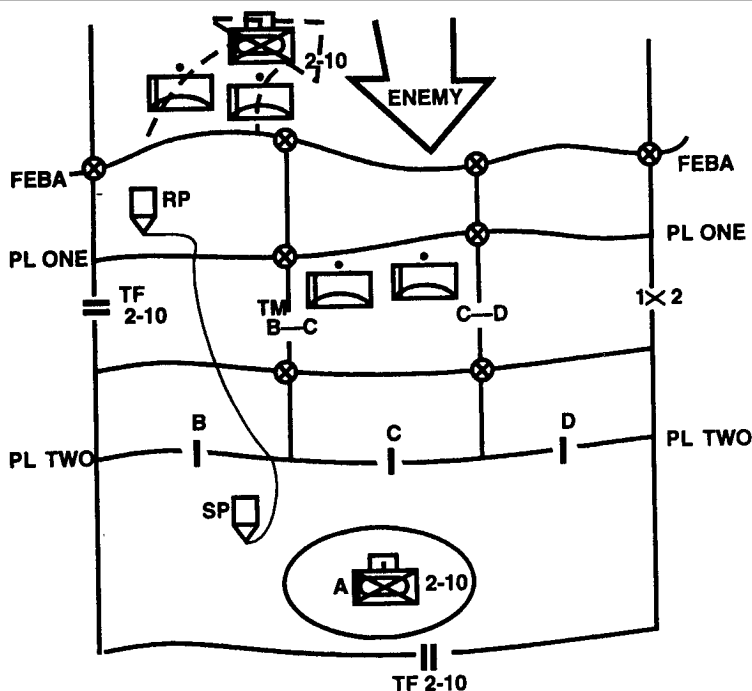 2-10
ENEMY
FEBA
FEBA
RP
PL ONE
PL ONE
TF
2-10
TM
B—C
C—D
1 X 2
B
C
D
PL TWO
PL TWO
SP
A
2-10
TF 2-10